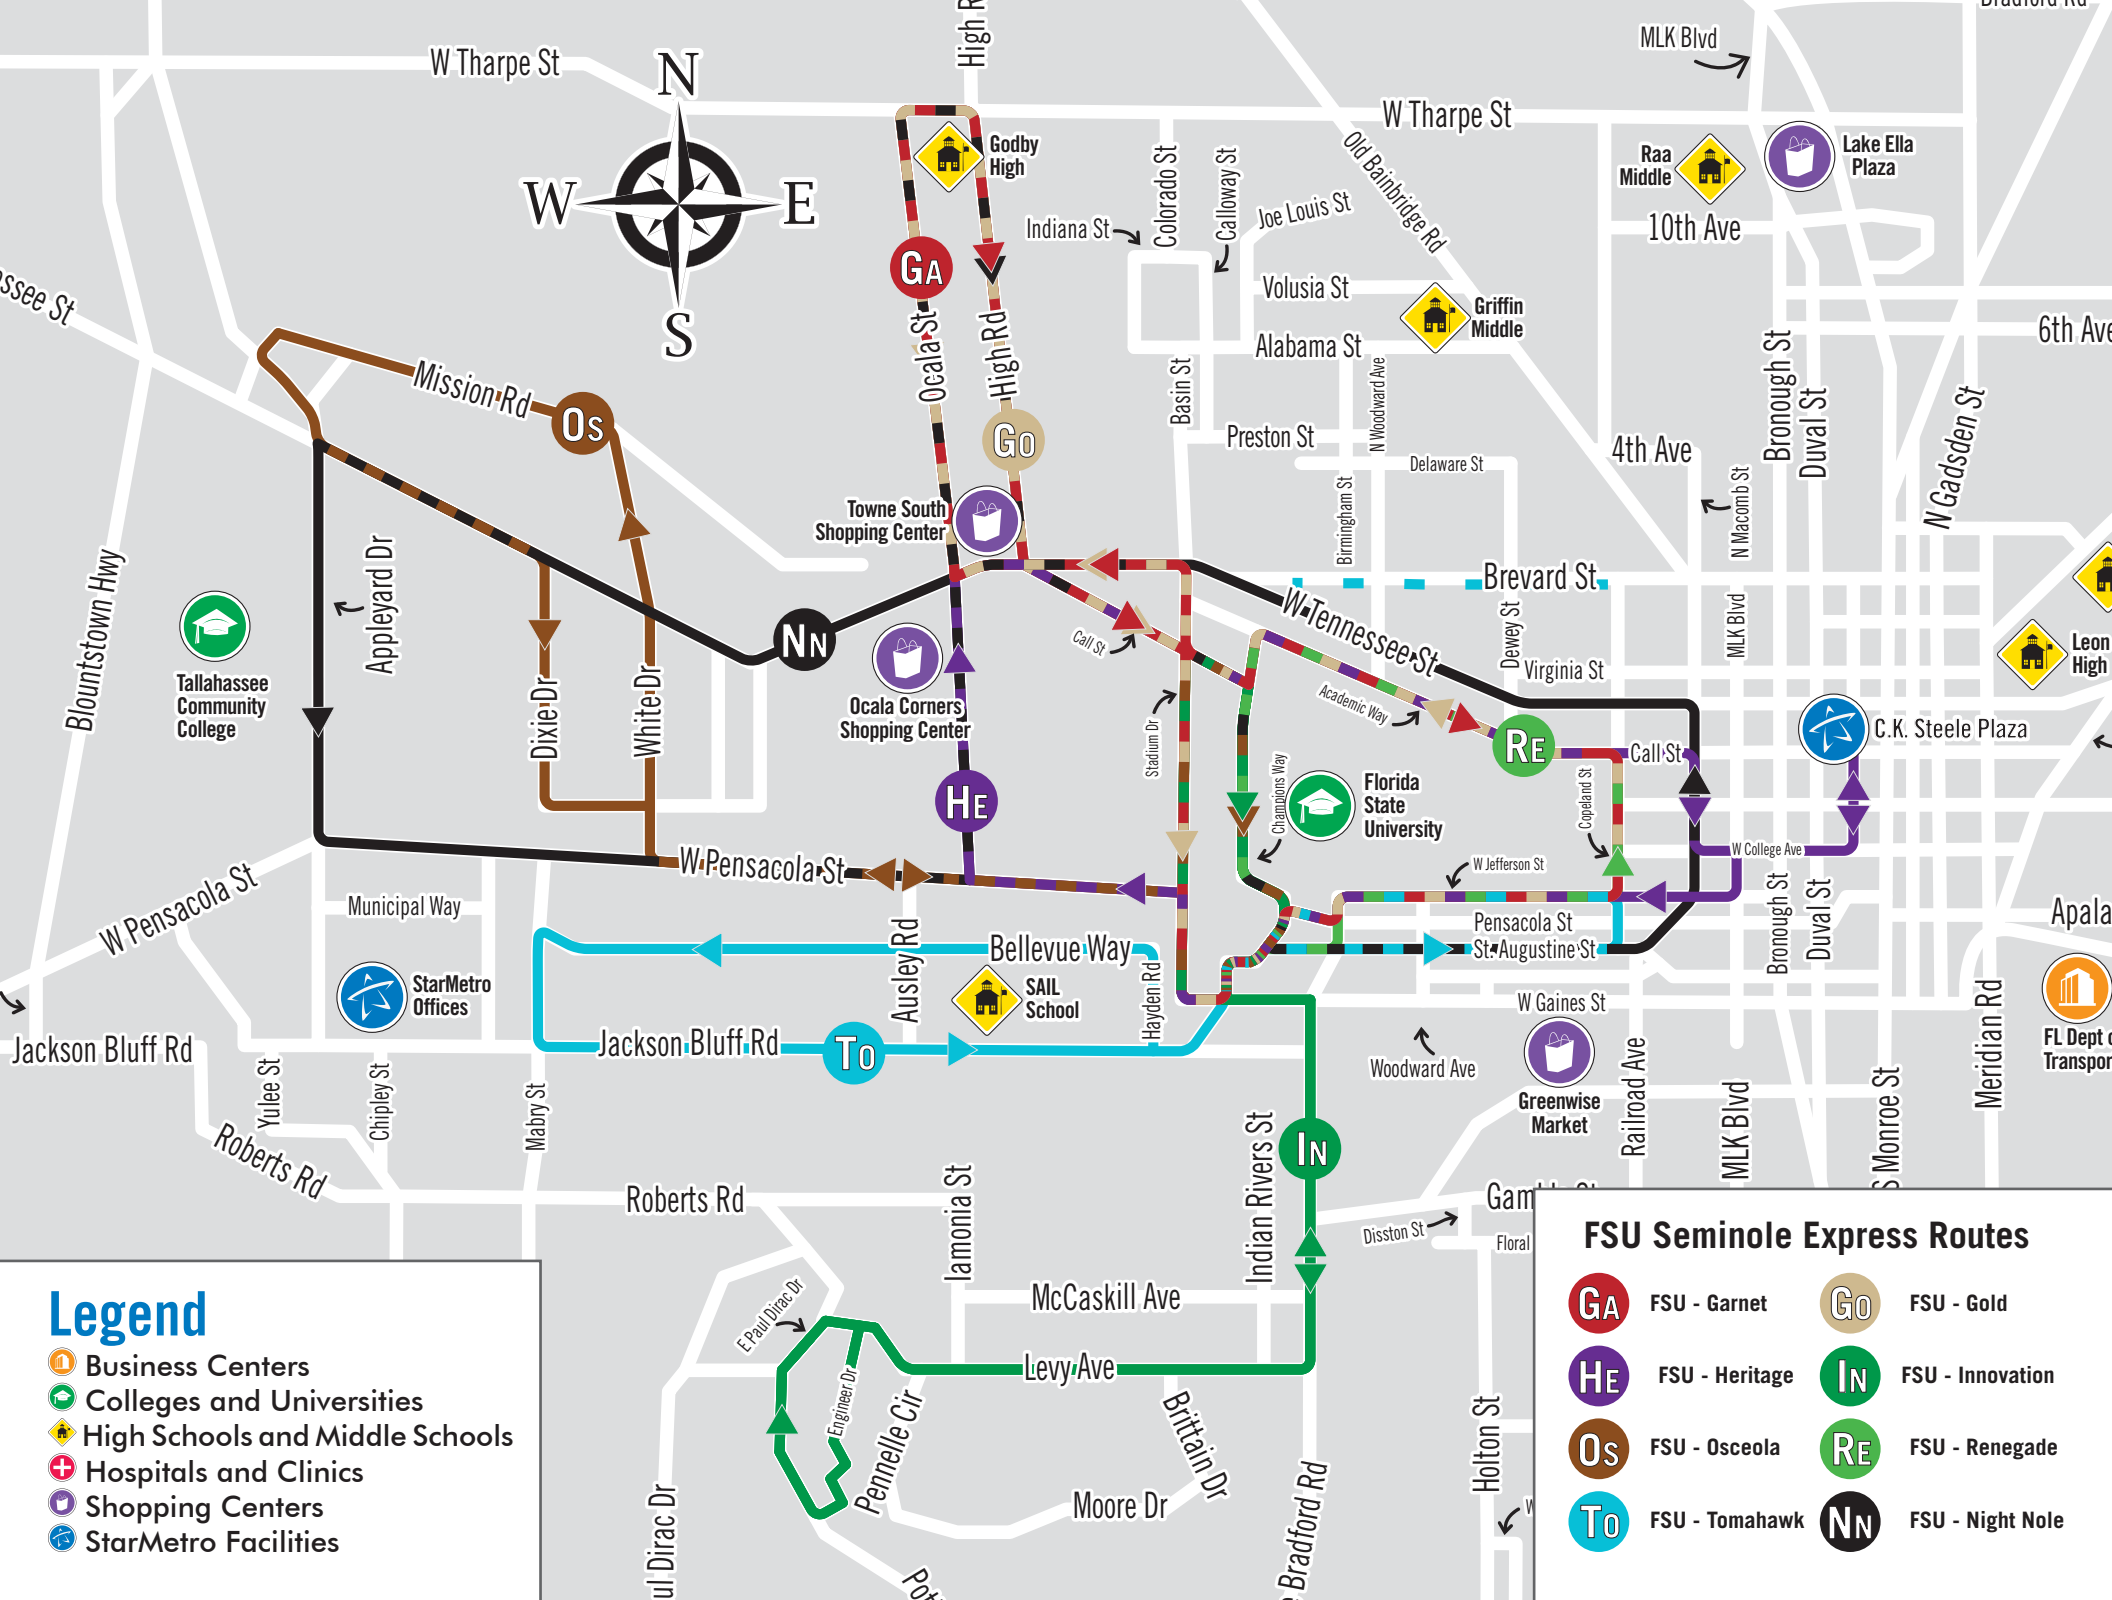 High R
Bradford Rd
MLK Blvd
W Tharpe St
N
W
E
S
W Tharpe St
Godby
High
Colorado St
Calloway St
Joe Louis St
Old Bainbridge Rd
Raa
Middle
Lake Ella
Plaza
Indiana St
10th Ave
GA
Volusia St
Griffin
Middle
ssee St
Ocala St
High Rd
Alabama St
6th Ave
Mission Rd
OS
Basin St
N Woodward Ave
Bronough St
Duval St
N Gadsden St
GO
Preston St
Delaware St
4th Ave
Towne South
Shopping Center
Birmingham St
N Macomb St
Blountstown Hwy
Appleyard Dr
Brevard St
W Tennessee St
Dewey St
MLK Blvd
Virginia St
Leon
High
NN
Call St
Tallahassee
Community
College
Dixie Dr
White Dr
Ocala Corners
Shopping Center
Stadium Dr
Academic Way
RE
Call St
C.K. Steele Plaza
HE
Champions Way
Florida
State
University
Copeland St
W College Ave
W Pensacola St
W Jefferson St
W Pensacola St
Municipal Way
Ausley Rd
Pensacola St
Bronough St
Duval St
Apala
Bellevue Way
St. Augustine St
StarMetro
Offices
SAIL
School
Hayden Rd
W Gaines St
Meridian Rd
FL Dept o
Transpor
Jackson Bluff Rd
Jackson Bluff Rd
TO
Woodward Ave
Greenwise
Market
Railroad Ave
MLK Blvd
S Monroe St
Yulee St
Chipley St
Mabry St
Roberts Rd
Roberts Rd
Iamonia St
Indian Rivers St
IN
Disston St
Floral
McCaskill Ave
E Paul Dirac Dr
Levy Ave
Engineer Dr
Pennelle Cir
Brittain Dr
Holton St
Moore Dr
ul Dirac Dr
Bradford Rd
Legend
Business Centers
Colleges and Universities
High Schools and Middle Schools
Hospitals and Clinics
Shopping Centers
StarMetro Facilities
FSU Seminole Express Routes
GA FSU - Garnet
GO FSU - Gold
HE FSU - Heritage
IN FSU - Innovation
OS FSU - Osceola
RE FSU - Renegade
TO FSU - Tomahawk
NN FSU - Night Nole